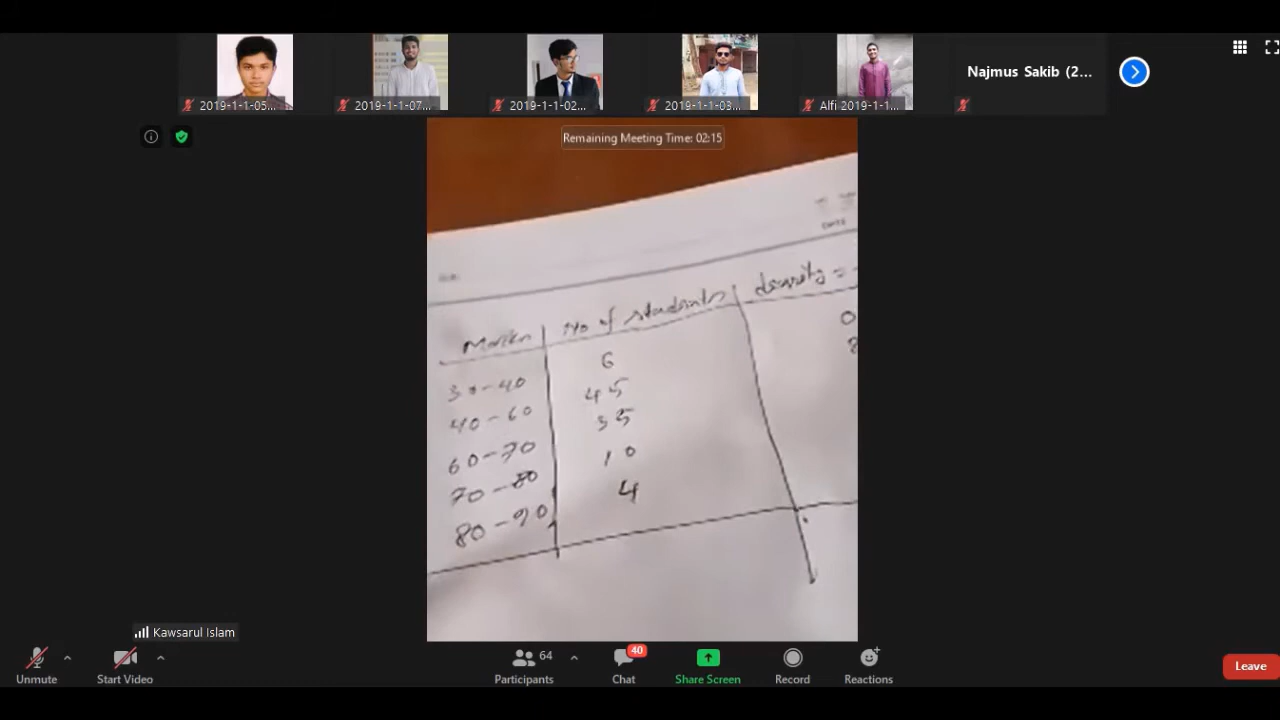 2019-1-1-05... 2019-1-1-07... 2019-1-1-02... 2019-1-1-03... Alfi 2019-1-1... Najmus Sakib (2...
Remaining Meeting Time: 02:15
DATE
Marks No of students density =
30-40 6 0
40-60 45 8
60-70 35
70-80 10
80-90 4
Kawsarul Islam
64 40
Unmute Start Video Participants Chat Share Screen Record Reactions Leave